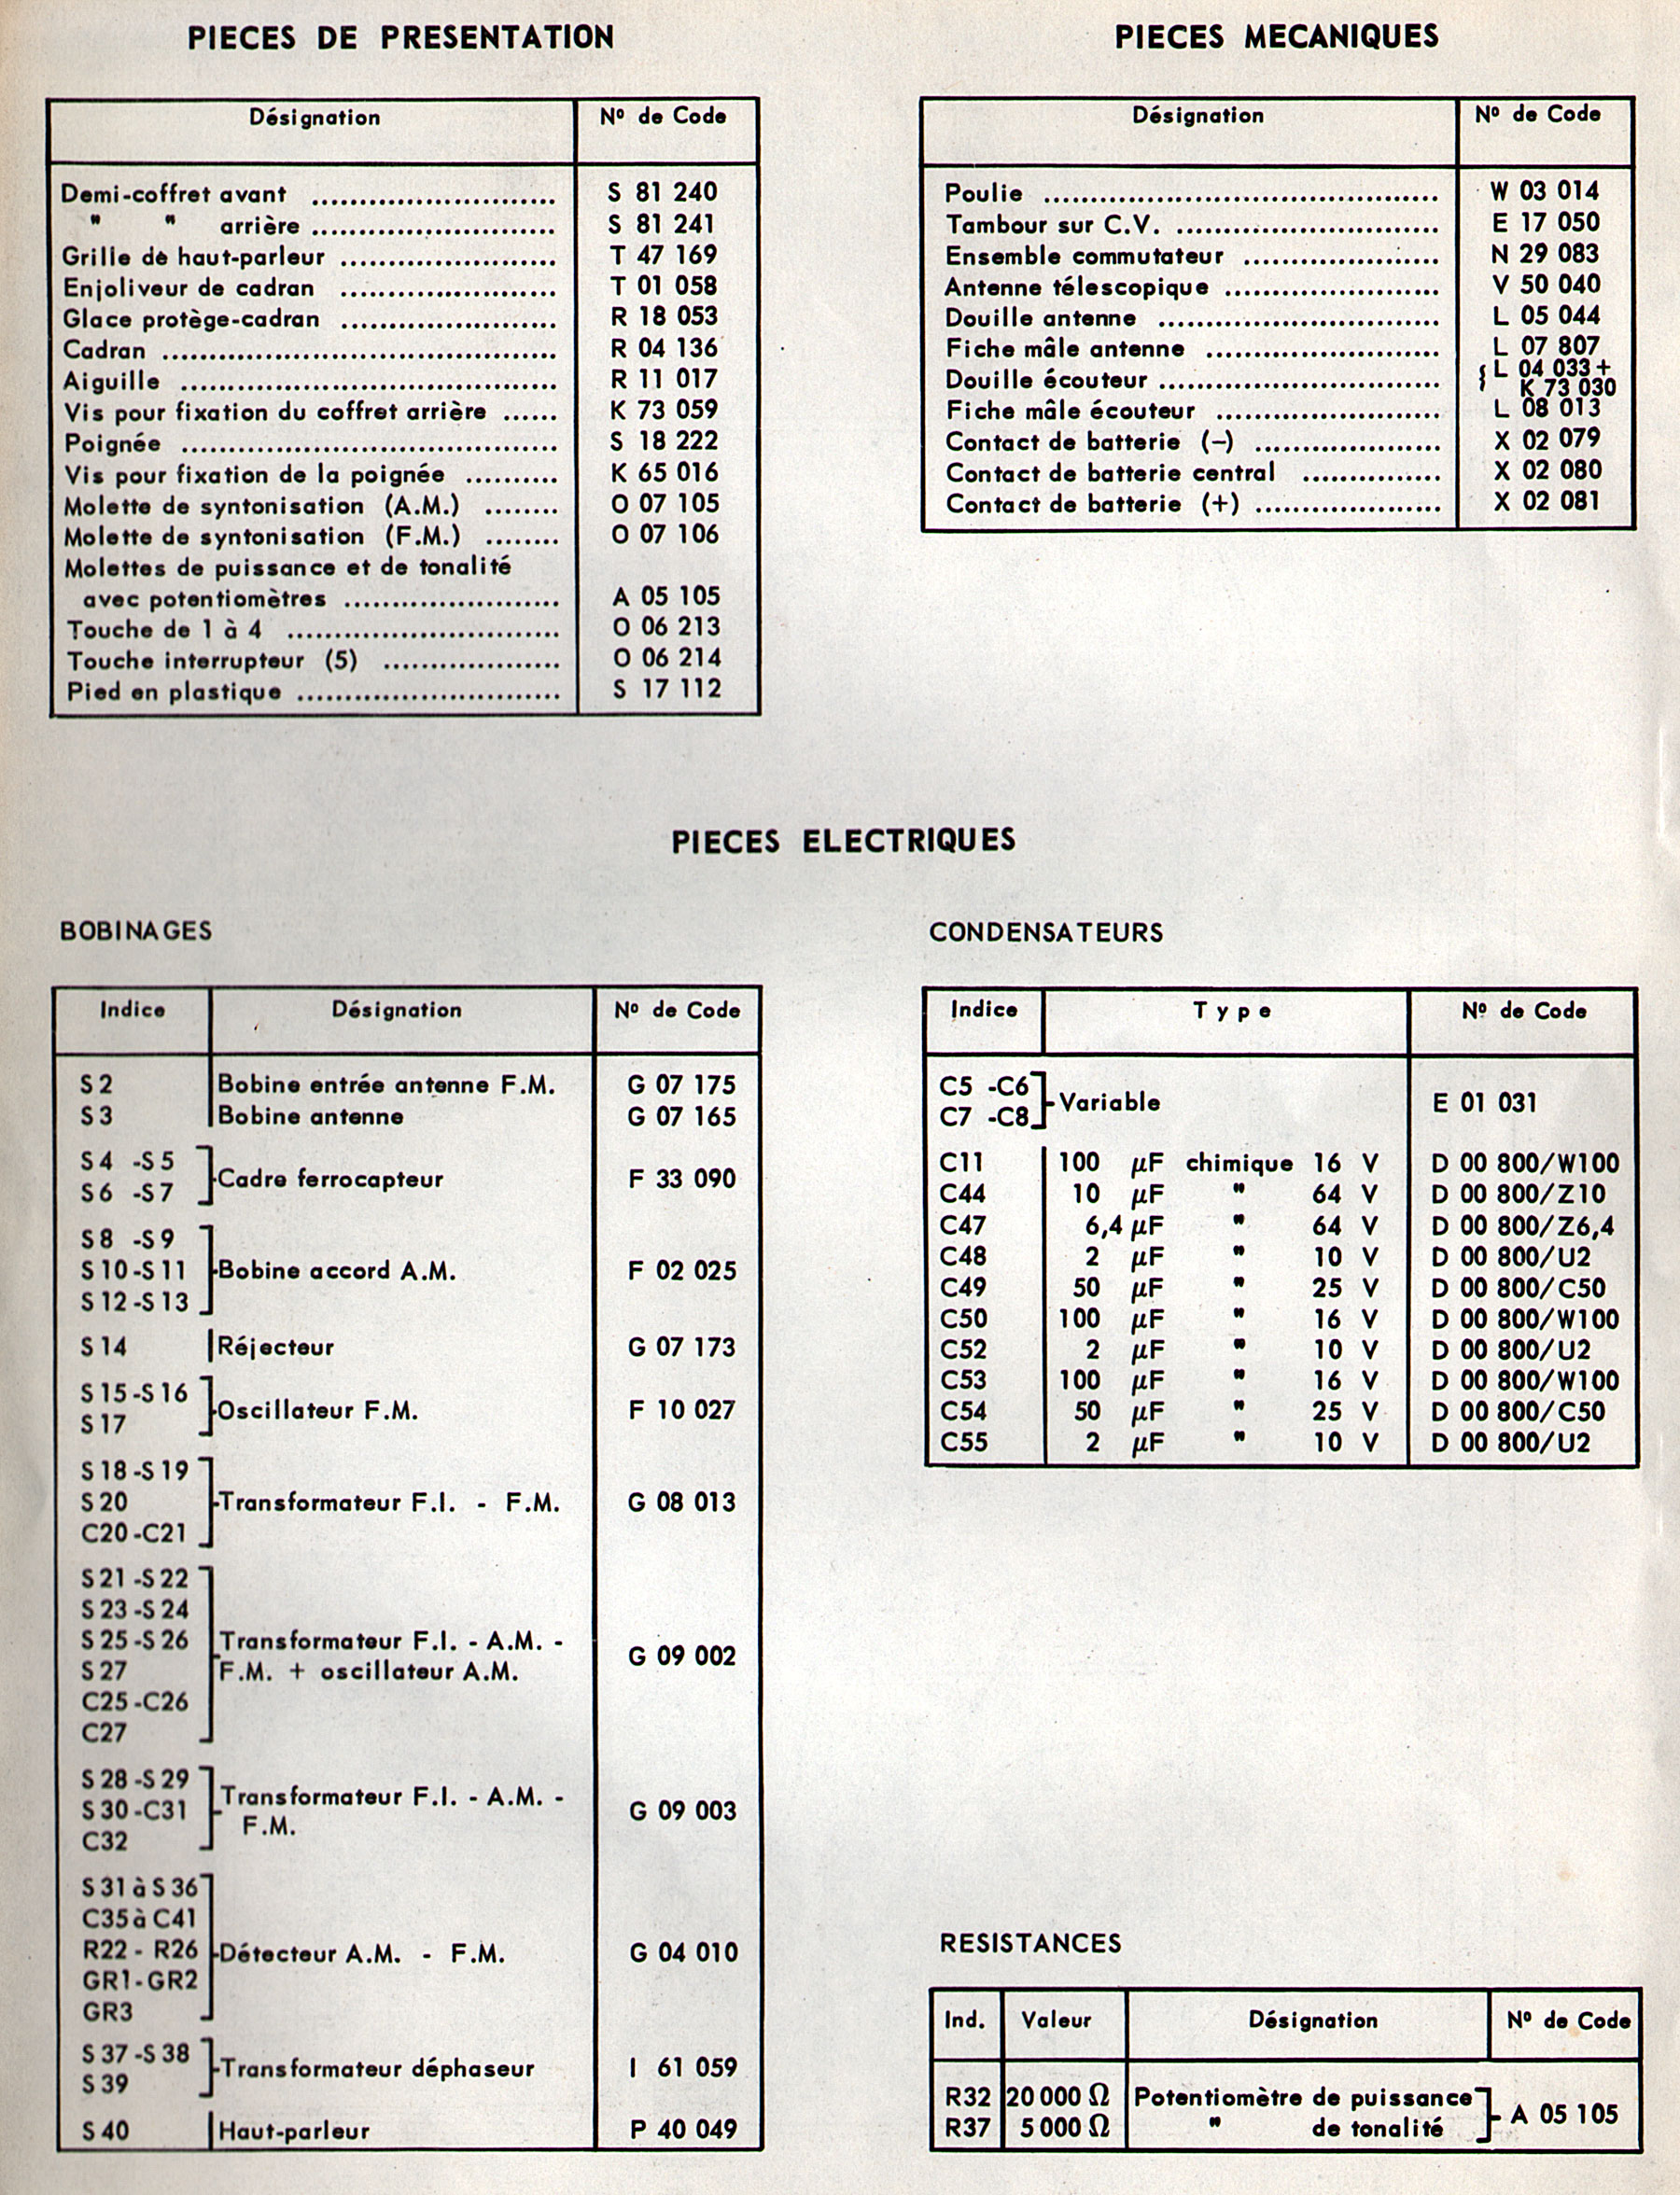 PIECES DE PRESENTATION
Désignation Nº de Code
Demi-coffret avant ........................ S 81 240
" " arrière ........................ S 81 241
Grille de haut-parleur ...................... T 47 169
Enjoliveur de cadran ...................... T 01 058
Glace protège-cadran ...................... R 18 053
Cadran ........................................ R 04 136
Aiguille ...................................... R 11 017
Vis pour fixation du coffret arrière ...... K 73 059
Poignée ...................................... S 18 222
Vis pour fixation de la poignée .......... K 65 016
Molette de syntonisation (A.M.) ........ O 07 105
Molette de syntonisation (F.M.) ........ O 07 106
Molettes de puissance et de tonalité
avec potentiomètres ...................... A 05 105
Touche de 1 à 4 ............................ O 06 213
Touche interrupteur (5) .................. O 06 214
Pied en plastique ........................... S 17 112
PIECES MECANIQUES
Désignation Nº de Code
Poulie ........................................ W 03 014
Tambour sur C.V. ........................... E 17 050
Ensemble commutateur .................... N 29 083
Antenne télescopique ...................... V 50 040
Douille antenne ............................ L 05 044
Fiche mâle antenne ........................ L 07 807
Douille écouteur ............................ { L 04 033 +
K 73 030
Fiche mâle écouteur ....................... L 08 013
Contact de batterie (-) ................... X 02 079
Contact de batterie central .............. X 02 080
Contact de batterie (+) ................... X 02 081
PIECES ELECTRIQUES
BOBINAGES
Indice Désignation Nº de Code
S 2 Bobine entrée antenne F.M. G 07 175
S 3 Bobine antenne G 07 165
S 4 - S 5
S 6 - S 7
Cadre ferrocapteur F 33 090
S 8 - S 9
S 10 - S 11
S 12 - S 13
Bobine accord A.M. F 02 025
S 14 Réjecteur G 07 173
S 15 - S 16
S 17
Oscillateur F.M. F 10 027
S 18 - S 19
S 20
C20 - C21
Transformateur F.I. - F.M. G 08 013
S 21 - S 22
S 23 - S 24
S 25 - S 26
S 27
C25 - C26
C27
Transformateur F.I. - A.M. -
F.M. + oscillateur A.M.
G 09 002
S 28 - S 29
S 30 - C31
C32
Transformateur F.I. - A.M. -
F.M.
G 09 003
S 31 à S 36
C35 à C41
R22 - R26
GR1 - GR2
GR3
Détecteur A.M. - F.M. G 04 010
S 37 - S 38
S 39
Transformateur déphaseur I 61 059
S 40 Haut-parleur P 40 049
CONDENSATEURS
Indice Type Nº de Code
C5 - C6
C7 - C8
Variable E 01 031
C11 100 µF chimique 16 V D 00 800/W100
C44 10 µF " 64 V D 00 800/Z10
C47 6,4 µF " 64 V D 00 800/Z6,4
C48 2 µF " 10 V D 00 800/U2
C49 50 µF " 25 V D 00 800/C50
C50 100 µF " 16 V D 00 800/W100
C52 2 µF " 10 V D 00 800/U2
C53 100 µF " 16 V D 00 800/W100
C54 50 µF " 25 V D 00 800/C50
C55 2 µF " 10 V D 00 800/U2
RESISTANCES
Ind. Valeur Désignation Nº de Code
R32 20 000 Ω Potentiomètre de puissance
R37 5 000 Ω " de tonalité
A 05 105